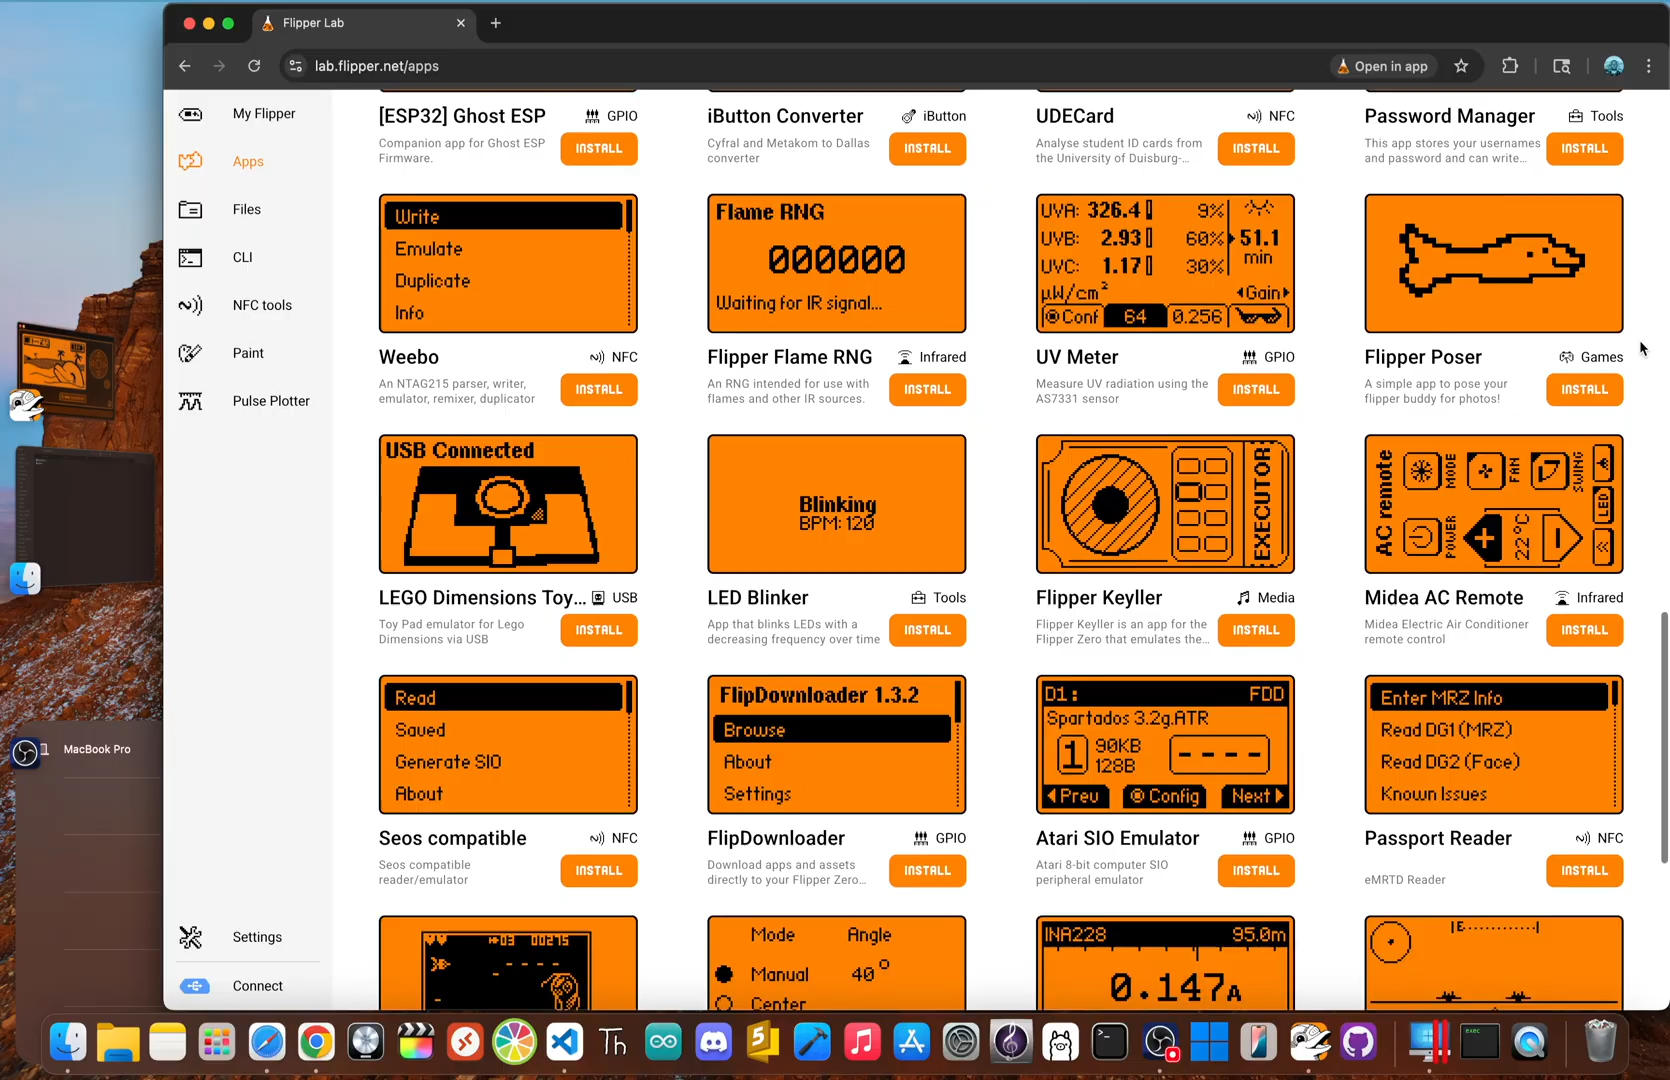 Flipper Lab
lab.flipper.net/apps
Open in app
My Flipper
Apps
Files
CLI
NFC tools
Paint
Pulse Plotter
Settings
Connect
[ESP32] Ghost ESP
GPIO
Companion app for Ghost ESP
Firmware.
INSTALL
iButton Converter
iButton
Cyfral and Metakom to Dallas
converter
INSTALL
UDECard
NFC
Analyse student ID cards from
the University of Duisburg-...
INSTALL
Password Manager
Tools
This app stores your usernames
and password and can write...
INSTALL
Write
Emulate
Duplicate
Info
Weebo
NFC
An NTAG215 parser, writer,
emulator, remixer, duplicator
INSTALL
Flame RNG
000000
Waiting for IR signal...
Flipper Flame RNG
Infrared
An RNG intended for use with
flames and other IR sources.
INSTALL
UVA: 326.4 9%
UVB: 2.93 60% 51.1
min
UVC: 1.17 30%
µW/cm² Gain
Conf 64 0.256
UV Meter
GPIO
Measure UV radiation using the
AS7331 sensor
INSTALL
Flipper Poser
Games
A simple app to pose your
flipper buddy for photos!
INSTALL
USB Connected
LEGO Dimensions Toy...
USB
Toy Pad emulator for Lego
Dimensions via USB
INSTALL
Blinking
BPM: 120
LED Blinker
Tools
App that blinks LEDs with a
decreasing frequency over time
INSTALL
EXECUTOR
Flipper Keyller
Media
Flipper Keyller is an app for the
Flipper Zero that emulates the...
INSTALL
AC remote
MODE
FAN
SWING
POWER
22°C
LED
Midea AC Remote
Infrared
Midea Electric Air Conditioner
remote control
INSTALL
Read
Saved
Generate SIO
About
Seos compatible
NFC
Seos compatible
reader/emulator
INSTALL
FlipDownloader 1.3.2
Browse
About
Settings
FlipDownloader
GPIO
Download apps and assets
directly to your Flipper Zero...
INSTALL
D1: FDD
Spartados 3.2g.ATR
1 90KB
128B
----
Prev Config Next
Atari SIO Emulator
GPIO
Atari 8-bit computer SIO
peripheral emulator
INSTALL
Enter MRZ Info
Read DG1 (MRZ)
Read DG2 (Face)
Known Issues
Passport Reader
NFC
eMRTD Reader
INSTALL
03 00275
Mode Angle
Manual 40°
Center
INA228 95.0m
0.147A
E
MacBook Pro
Th
5
exec